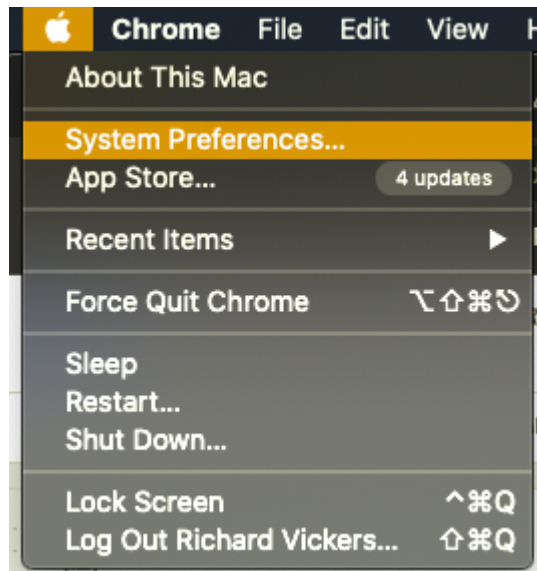 Chrome File Edit View
About This Mac
System Preferences...
App Store... 4 updates
Recent Items ▶
Force Quit Chrome ⌥⇧⌘⎋
Sleep
Restart...
Shut Down...
Lock Screen ^⌘Q
Log Out Richard Vickers... ⇧⌘Q